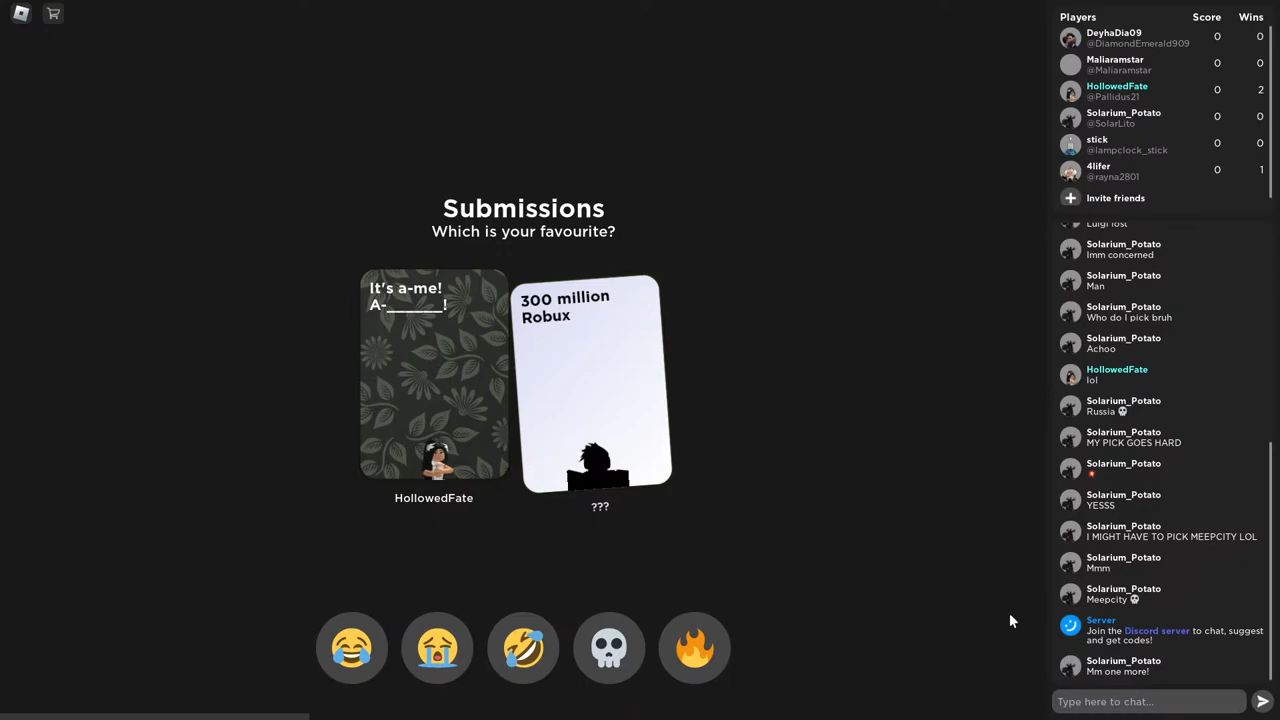 Players Score Wins
DeyhaDia09 0 0
@DiamondEmerald909
Maliaramstar 0 0
@Maliaramstar
HollowedFate 0 2
@Pallidus21
Solarium_Potato 0 0
@SolarLito
stick 0 0
@lampclock_stick
4lifer 0 1
@rayna2801
Invite friends
Submissions
Which is your favourite?
It's a-me!
A-______!
HollowedFate
300 million
Robux
???
Luigi lost
Solarium_Potato
Imm concerned
Solarium_Potato
Man
Solarium_Potato
Who do I pick bruh
Solarium_Potato
Achoo
HollowedFate
lol
Solarium_Potato
Russia 💀
Solarium_Potato
MY PICK GOES HARD
Solarium_Potato
Solarium_Potato
YESSS
Solarium_Potato
I MIGHT HAVE TO PICK MEEPCITY LOL
Solarium_Potato
Mmm
Solarium_Potato
Meepcity 💀
Server
Join the Discord server to chat, suggest
and get codes!
Solarium_Potato
Mm one more!
Type here to chat...